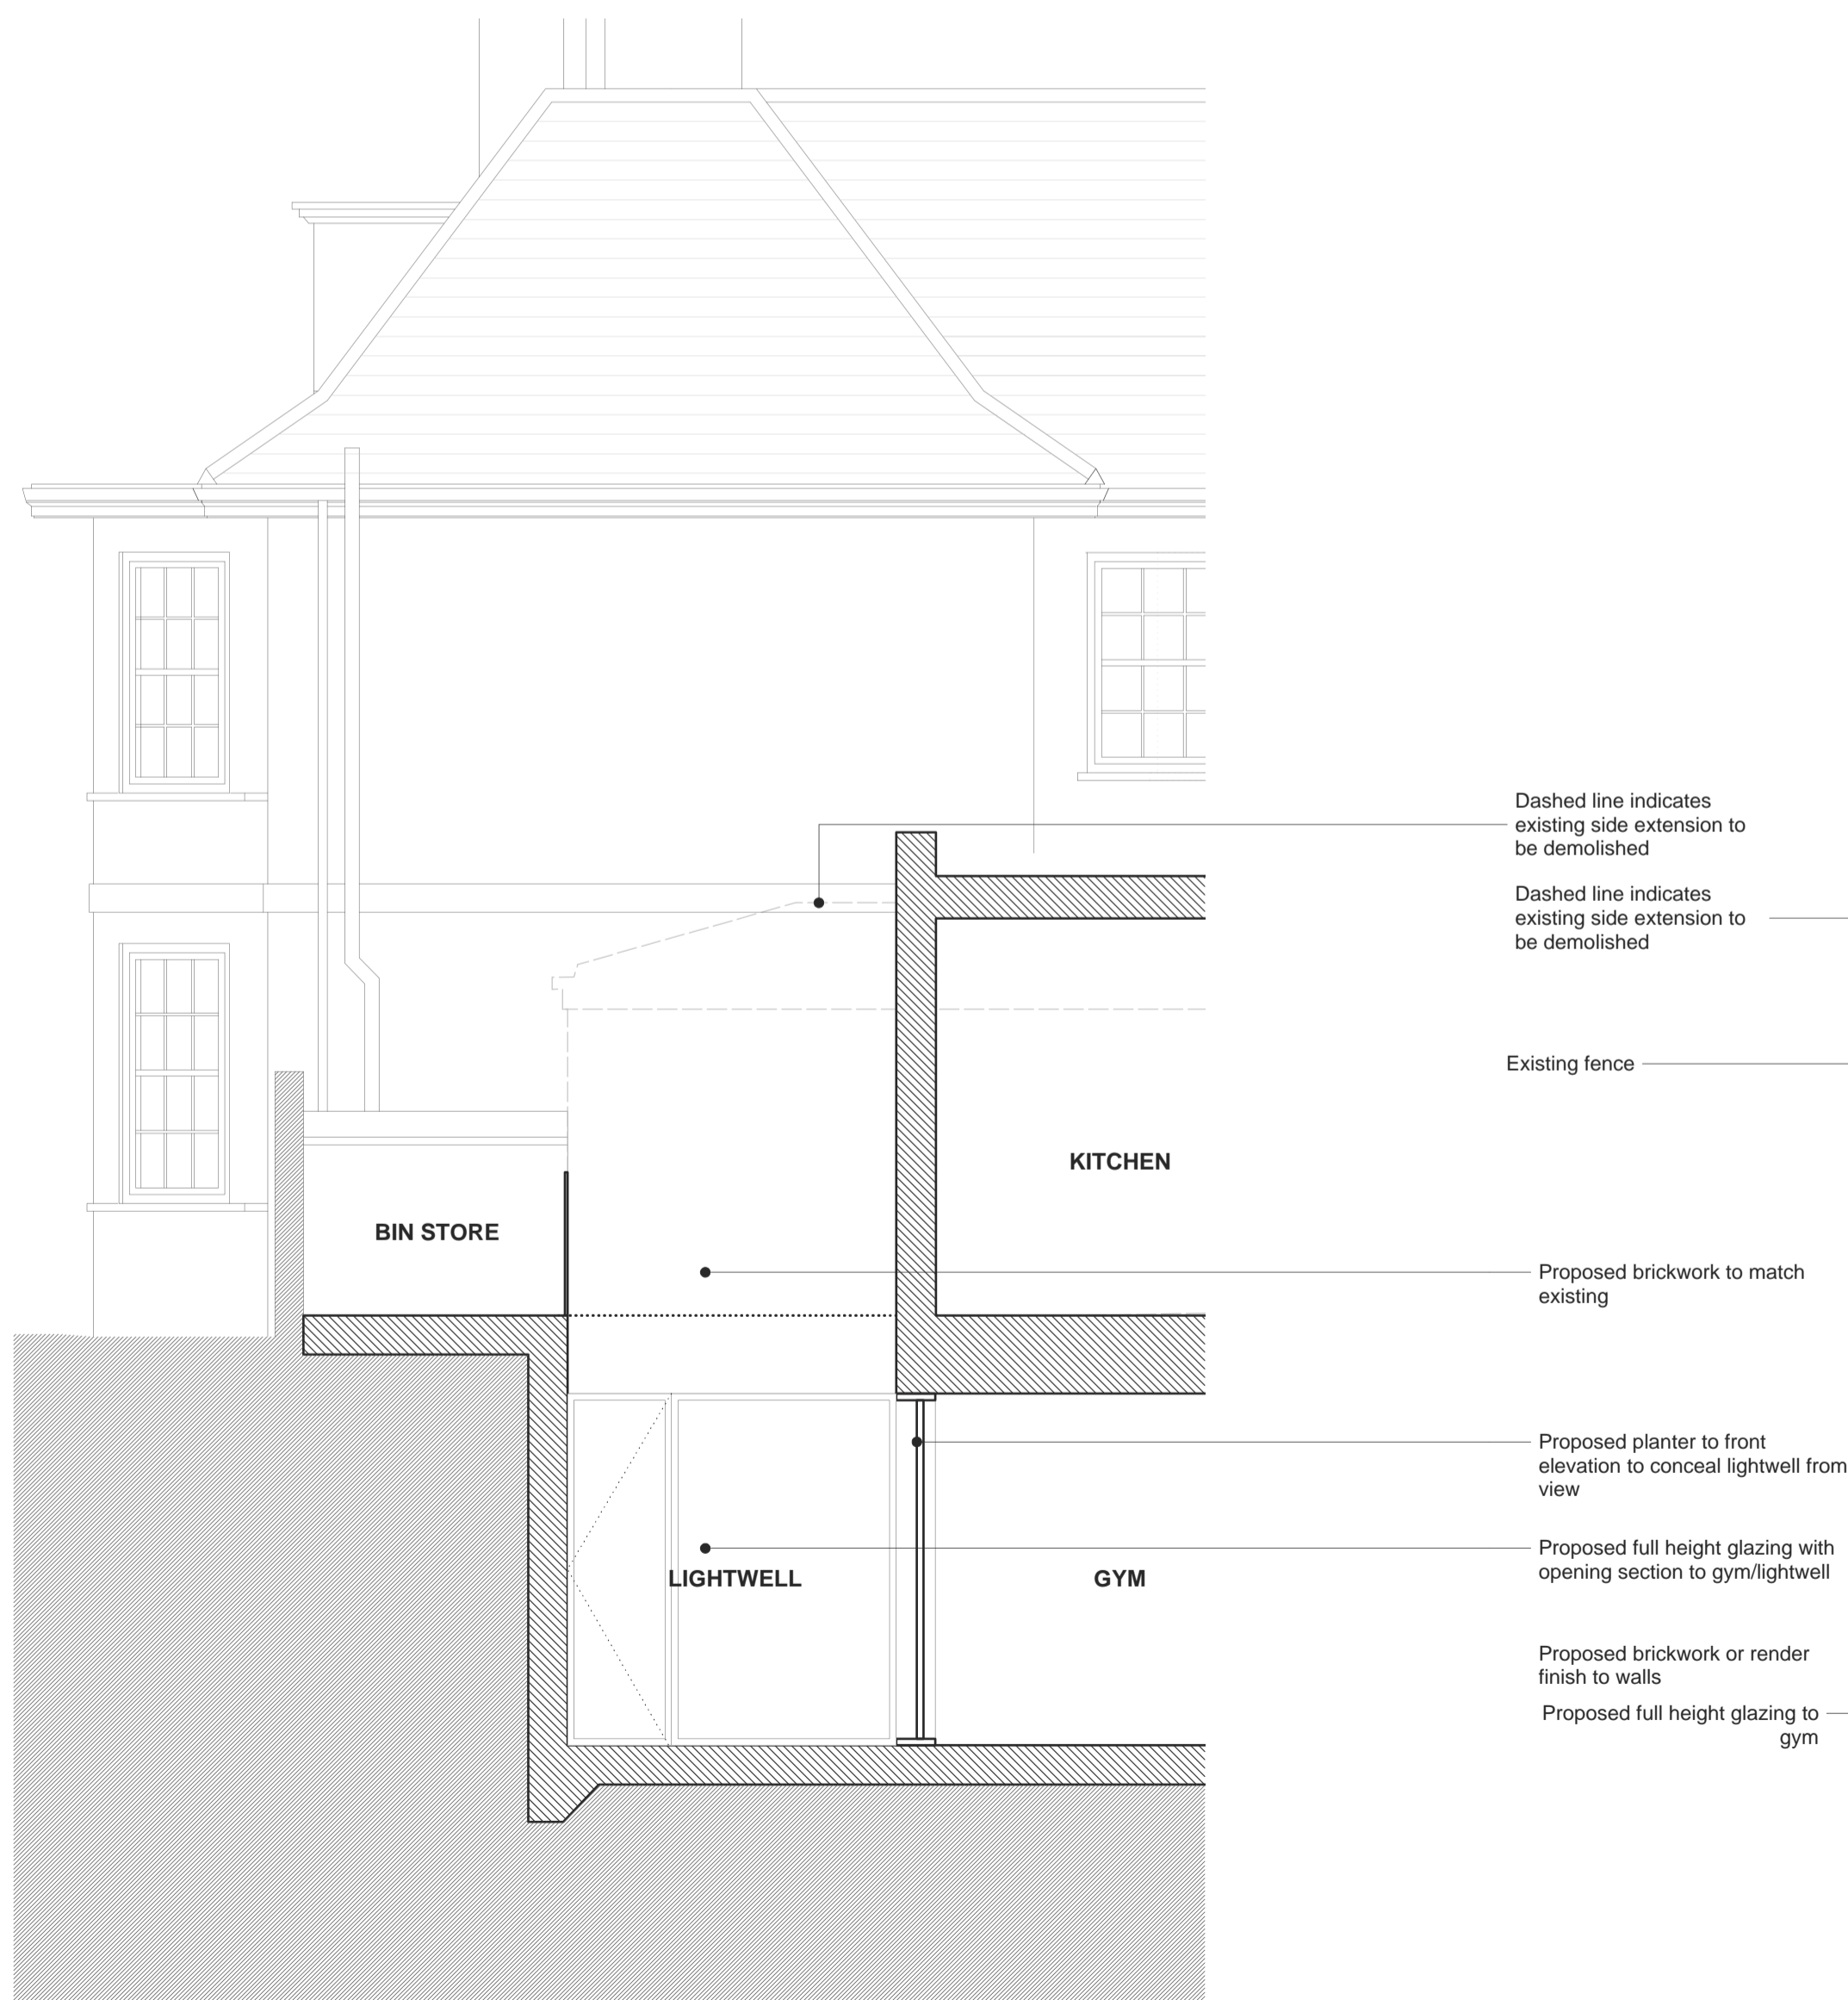 Dashed line indicates
existing side extension to
be demolished
Dashed line indicates
existing side extension to
be demolished
Existing fence
KITCHEN
BIN STORE
Proposed brickwork to match
existing
Proposed planter to front
elevation to conceal lightwell from
view
Proposed full height glazing with
opening section to gym/lightwell
LIGHTWELL
GYM
Proposed brickwork or render
finish to walls
Proposed full height glazing to
gym